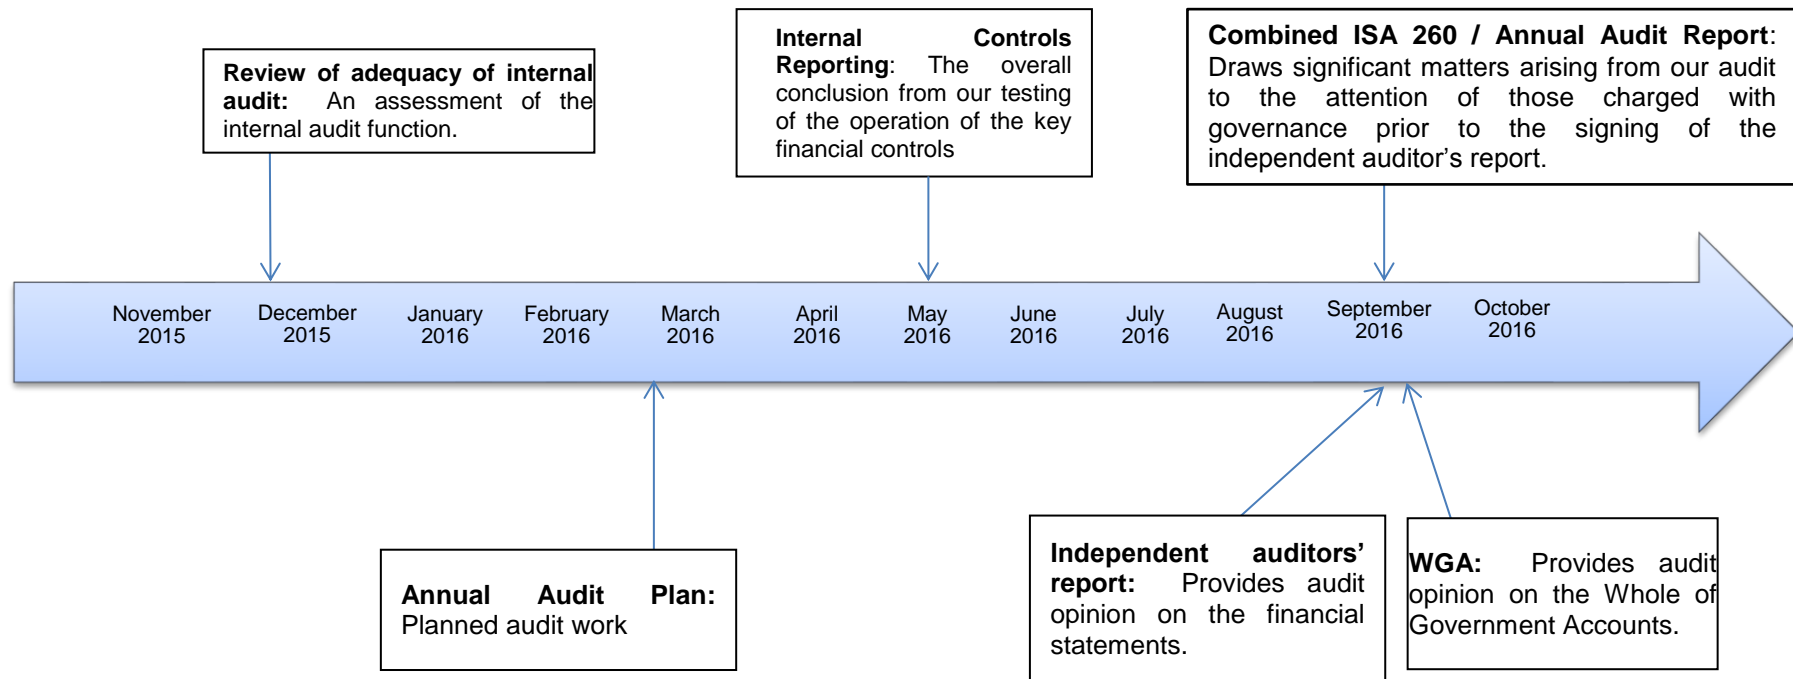 Review of adequacy of internal
audit: An assessment of the
internal audit function.
Internal Controls
Reporting: The overall
conclusion from our testing
of the operation of the key
financial controls
Combined ISA 260 / Annual Audit Report:
Draws significant matters arising from our audit
to the attention of those charged with
governance prior to the signing of the
independent auditor’s report.
November
2015
December
2015
January
2016
February
2016
March
2016
April
2016
May
2016
June
2016
July
2016
August
2016
September
2016
October
2016
Annual Audit Plan:
Planned audit work
Independent auditors’
report: Provides audit
opinion on the financial
statements.
WGA: Provides audit
opinion on the Whole of
Government Accounts.